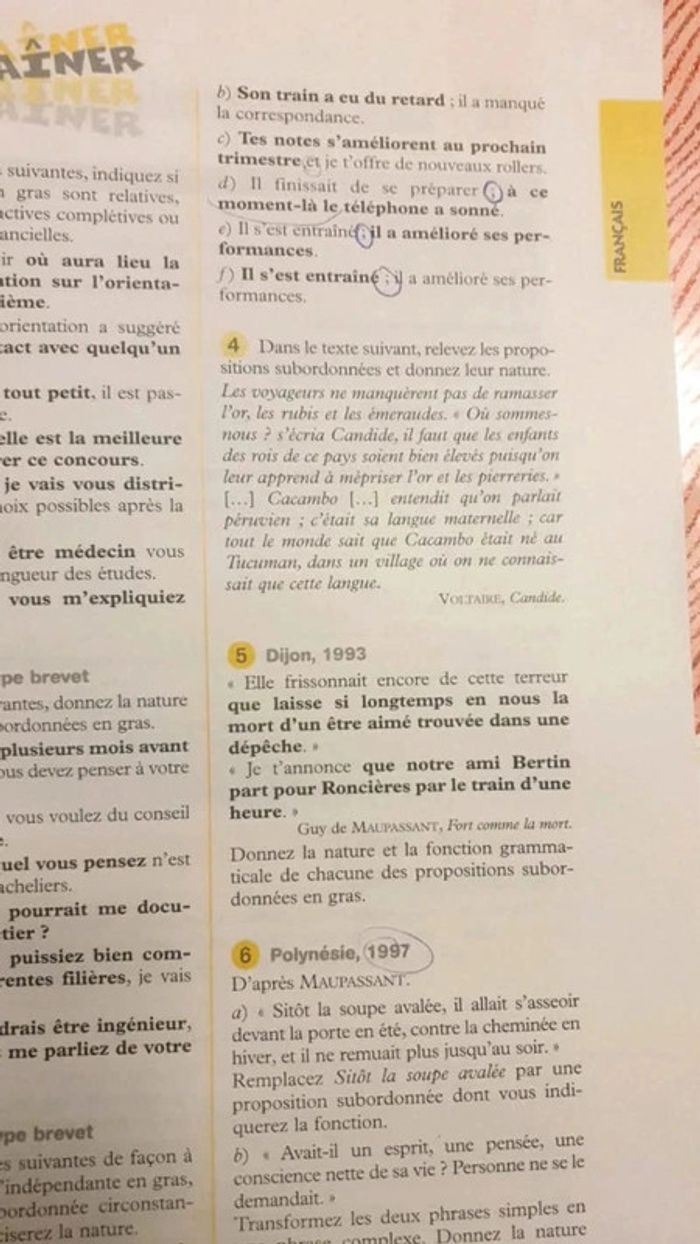 AÎNER
suivantes, indiquez si
gras sont relatives,
actives complétives ou
ancielles.
ir où aura lieu la
ation sur l'orienta-
ième.
orientation a suggéré
tact avec quelqu'un
tout petit, il est pas-
e.
elle est la meilleure
er ce concours.
je vais vous distri-
oix possibles après la
être médecin vous
ngueur des études.
vous m'expliquiez
pe brevet
antes, donnez la nature
bordonnées en gras.
plusieurs mois avant
ous devez penser à votre
vous voulez du conseil
e.
uel vous pensez n'est
acheliers.
pourrait me docu-
tier ?
puissiez bien com-
rentes filières, je vais
drais être ingénieur,
me parliez de votre
ype brevet
es suivantes de façon à
'indépendante en gras,
bordonnée circonstan-
ciserez la nature.
b) Son train a eu du retard ; il a manqué
la correspondance.
c) Tes notes s'améliorent au prochain
trimestre et je t'offre de nouveaux rollers.
d) Il finissait de se préparer ; à ce
moment-là le téléphone a sonné.
e) Il s'est entraîné ; il a amélioré ses per-
formances.
f) Il s'est entraîné ; il a amélioré ses per-
formances.
4 Dans le texte suivant, relevez les propo-
sitions subordonnées et donnez leur nature.
Les voyageurs ne manquèrent pas de ramasser
l'or, les rubis et les émeraudes. « Où sommes-
nous ? s'écria Candide, il faut que les enfants
des rois de ce pays soient bien élevés puisqu'on
leur apprend à mépriser l'or et les pierreries. »
[...] Cacambo [...] entendit qu'on parlait
péruvien ; c'était sa langue maternelle ; car
tout le monde sait que Cacambo était né au
Tucuman, dans un village où on ne connais-
sait que cette langue.
VOLTAIRE, Candide.
5 Dijon, 1993
« Elle frissonnait encore de cette terreur
que laisse si longtemps en nous la
mort d'un être aimé trouvée dans une
dépêche. »
« Je t'annonce que notre ami Bertin
part pour Roncières par le train d'une
heure. »
Guy de MAUPASSANT, Fort comme la mort.
Donnez la nature et la fonction gramma-
ticale de chacune des propositions subor-
données en gras.
6 Polynésie, 1997
D'après MAUPASSANT.
a) « Sitôt la soupe avalée, il allait s'asseoir
devant la porte en été, contre la cheminée en
hiver, et il ne remuait plus jusqu'au soir. »
Remplacez Sitôt la soupe avalée par une
proposition subordonnée dont vous indi-
querez la fonction.
b) « Avait-il un esprit, une pensée, une
conscience nette de sa vie ? Personne ne se le
demandait. »
Transformez les deux phrases simples en
phrase complexe. Donnez la nature
FRANÇAIS